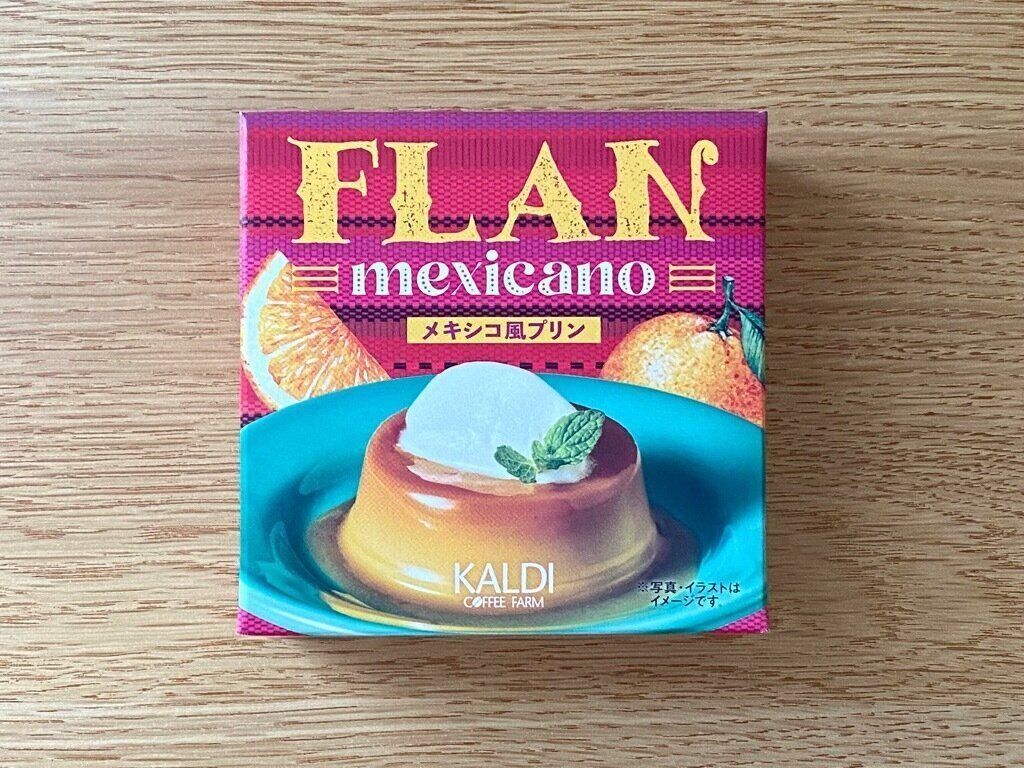 FLAN
mexicano
メキシコ風プリン
KALDI
COFFEE FARM
※写真・イラストは
イメージです。